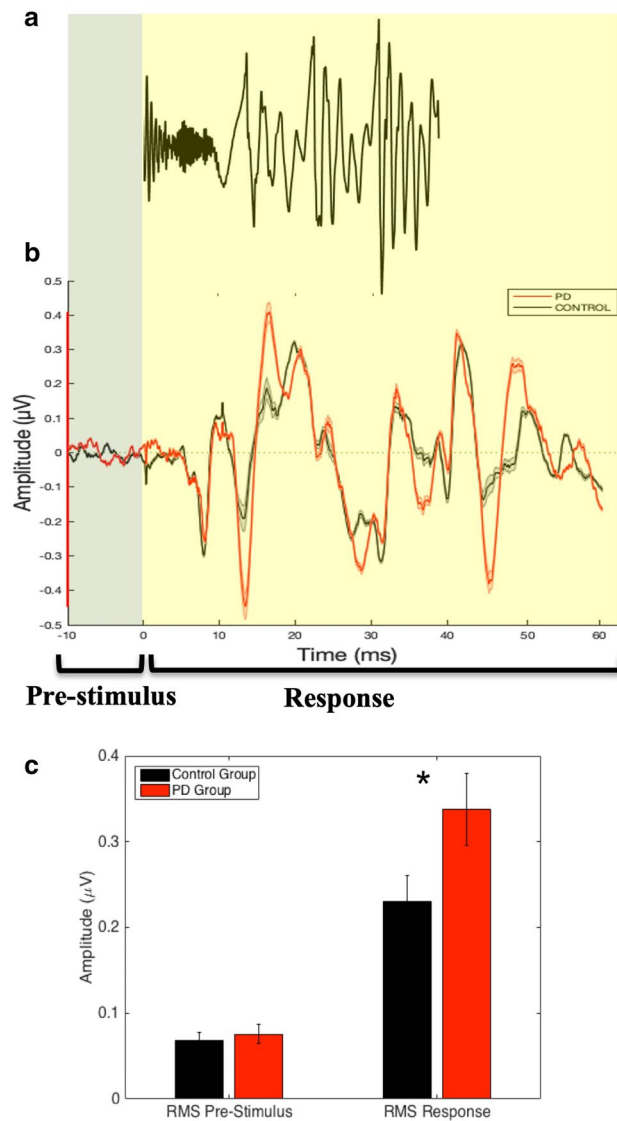 a
b
0.5
0.4
0.3
0.2
0.1
0
-0.1
-0.2
-0.3
-0.4
-0.5
Amplitude (µV)
PD
CONTROL
-10 0 10 20 30 40 50 60
Time (ms)
Pre-stimulus Response
c
0.4
0.3
0.2
0.1
0
Amplitude (µV)
Control Group
PD Group
*
RMS Pre-Stimulus RMS Response